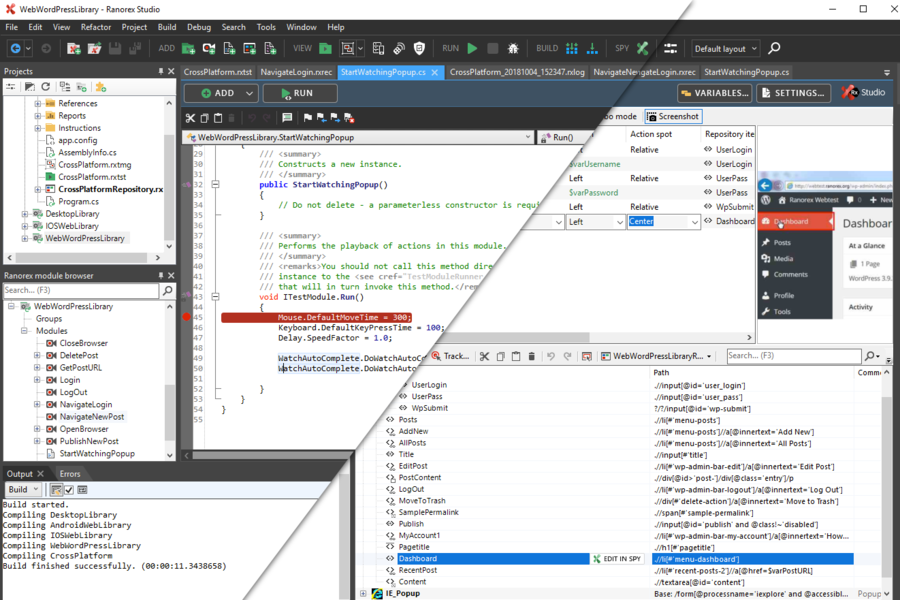 WebWordPressLibrary - Ranorex Studio
File Edit View Refactor Project Build Debug Search Tools Window Help
ADD VIEW RUN BUILD SPY Default layout
Projects
CrossPlatform.rxtst NavigateLogin.rxrec StartWatchingPopup.cs CrossPlatform_20181004_152347.rxlog NavigateNevigateLogin.rxrec StartWatchingPopup.cs
ADD RUN VARIABLES... SETTINGS... Rx Studio
References
Reports
Instructions
app.config
AssemblyInfo.cs
CrossPlatform.rxtmg
CrossPlatform.rxtst
CrossPlatformRepository.rx
Program.cs
DesktopLibrary
IOSWebLibrary
WebWordPressLibrary
Ranorex module browser
Search... (F3)
WebWordPressLibrary
Groups
Modules
CloseBrowser
DeletePost
GetPostURL
Login
LogOut
NavigateLogin
NavigateNewPost
OpenBrowser
PublishNewPost
StartWatchingPopup
Output Errors
Build
Build started.
Compiling DesktopLibrary
Compiling AndroidWebLibrary
Compiling IOSWebLibrary
Compiling WebWordPressLibrary
Compiling CrossPlatform
Build finished successfully. (00:00:11.3438658)
WebWordPressLibrary.StartWatchingPopup Run()
29 {
30 /// <summary>
31 /// Constructs a new instance.
/// </summary>
32 public StartWatchingPopup()
33 {
34 // Do not delete - a parameterless constructor is requi
35 }
36
37
38 /// <summary>
39 /// Performs the playback of actions in this module.
40 /// </summary>
41 /// <remarks>You should not call this method dire
/// instance to the <see cref="TestModuleRunner
42 /// that will in turn invoke this method.</rem
43 void ITestModule.Run()
44 {
45 Mouse.DefaultMoveTime = 300;
46 Keyboard.DefaultKeyPressTime = 100;
47 Delay.SpeedFactor = 1.0;
48
49 WatchAutoComplete.DoWatchAutoCo
50 WatchAutoComplete.DoWatchAuto
51
52 }
53 }
54 }
55
bo mode Screenshot
Action spot Repository ite
Relative UserLogin
$varUsername UserLogin
Left Relative UserPass
$varPassword UserPass
Left Relative WpSubmit
Left Center Dashboard
Ranorex Webtest 0 New
Dashboard
Posts
Media
Comments
Profile
Tools
Dashboard
At a Glance
1 Page
WordPress 3.9.
Activity
Track... WebWordPressLibraryR... Search... (F3)
Path Comm
UserLogin .//input[@id='user_login']
UserPass .//input[@id='user_pass']
WpSubmit ?/?/input[@id='wp-submit']
Posts .//li[#'menu-posts']
AddNew .//li[#'menu-posts']//a[@innertext='Add New']
AllPosts .//li[#'menu-posts']//a[@innertext='All Posts']
Title .//input[#'title']
EditPost .//li[#'wp-admin-bar-edit']/a[@innertext='Edit Post']
PostContent .//div[@id>'post-']/div[@class='entry']/p
LogOut .//li[#'wp-admin-bar-logout']/a[@innertext='Log Out']
MoveToTrash .//div[#'delete-action']/a[@innertext='Move to Trash']
SamplePermalink .//span[#'sample-permalink']
Publish .//input[@id='publish' and @class!~'disabled']
MyAccount1 .//li[#'wp-admin-bar-my-account']/a[@innertext='How...
Pagetitle .//h1[#'pagetitle']
Dashboard EDIT IN SPY .//li[#'menu-dashboard']
RecentPost .//li[#'recent-posts-2']//a[@href=$varPostURL]
Content .//textarea[@id='content']
IE_Popup Base: /form[@processname='iexplore' and @accessibl... Popup